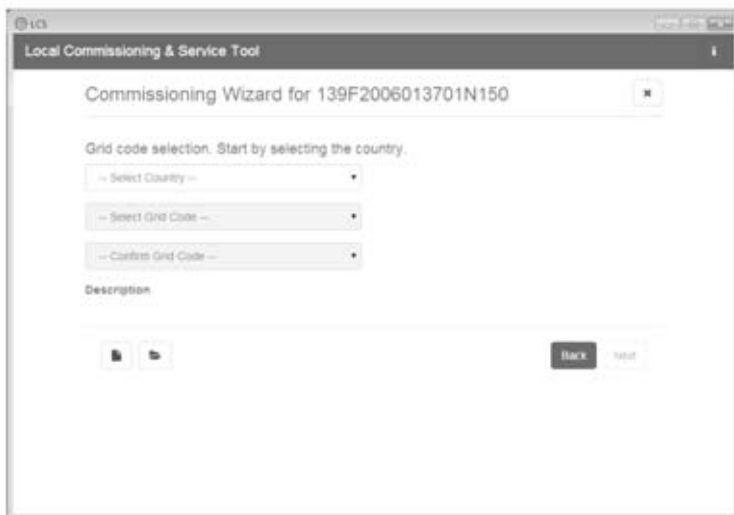 LCS
Local Commissioning & Service Tool
Commissioning Wizard for 139F2006013701N150
Grid code selection. Start by selecting the country.
-- Select Country --
-- Select Grid Code --
-- Confirm Grid Code --
Description
Back
Next